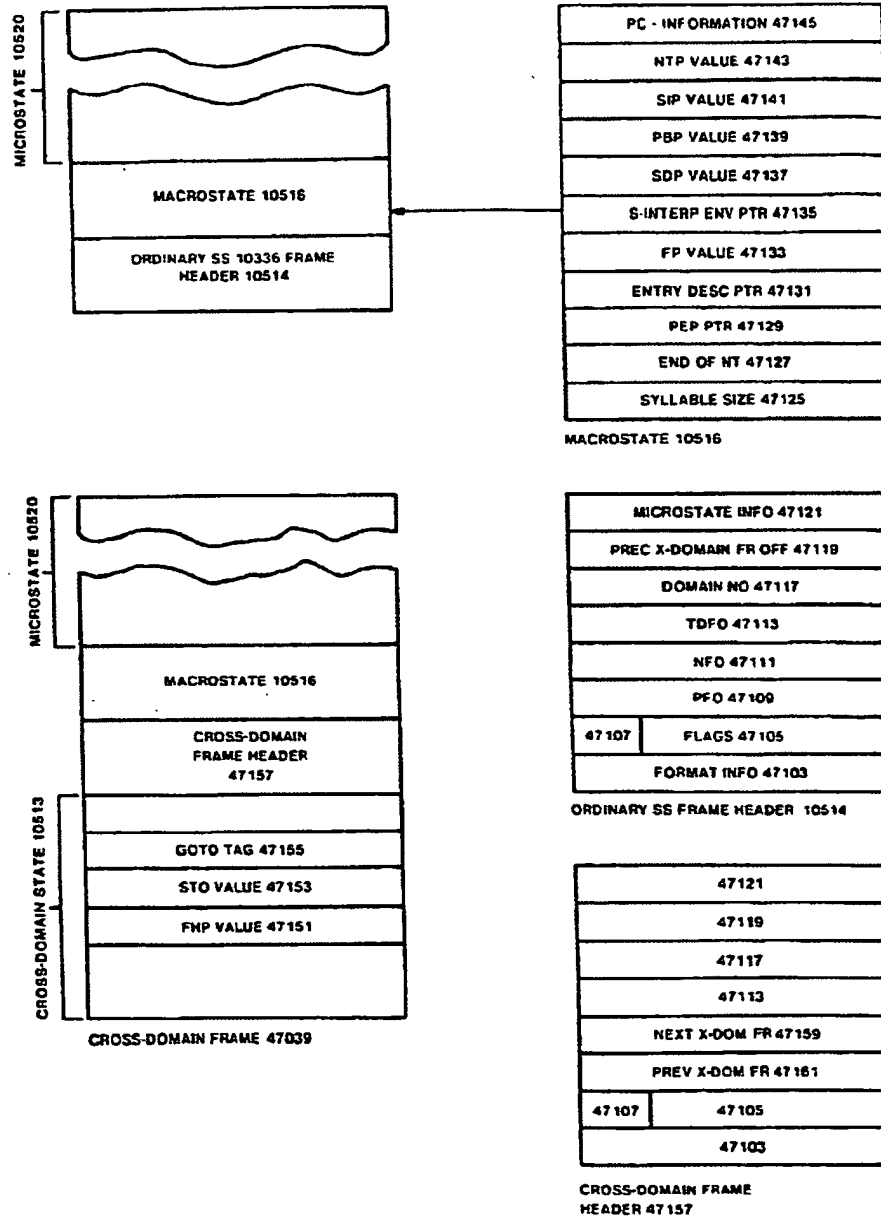 MICROSTATE 10520
MACROSTATE 10516
ORDINARY SS 10336 FRAME
HEADER 10514
PC - INFORMATION 47145
NTP VALUE 47143
SIP VALUE 47141
PBP VALUE 47139
SDP VALUE 47137
S-INTERP ENV PTR 47135
FP VALUE 47133
ENTRY DESC PTR 47131
PEP PTR 47129
END OF NT 47127
SYLLABLE SIZE 47125
MACROSTATE 10516
MICROSTATE 10520
MACROSTATE 10516
CROSS-DOMAIN
FRAME HEADER
47157
CROSS-DOMAIN STATE 10513
GOTO TAG 47155
STO VALUE 47153
FHP VALUE 47151
CROSS-DOMAIN FRAME 47039
MICROSTATE INFO 47121
PREC X-DOMAIN FR OFF 47119
DOMAIN NO 47117
TDFO 47113
NFO 47111
PFO 47109
47107 FLAGS 47105
FORMAT INFO 47103
ORDINARY SS FRAME HEADER 10514
47121
47119
47117
47113
NEXT X-DOM FR 47159
PREV X-DOM FR 47161
47107 47105
47103
CROSS-DOMAIN FRAME
HEADER 47157